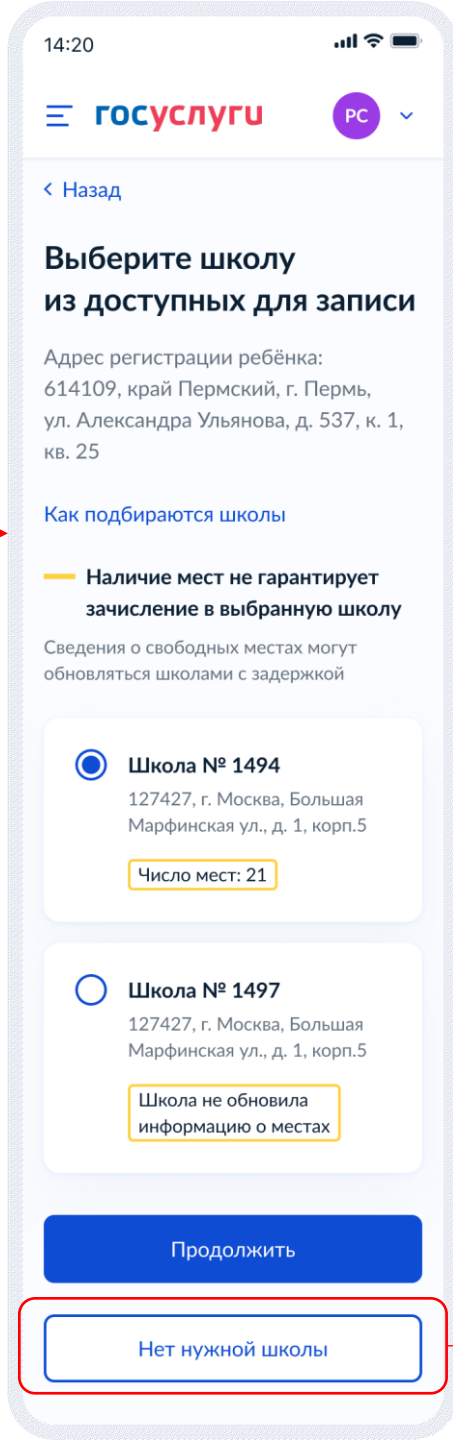 14:20
госуслуги
РС
Назад
Выберите школу
из доступных для записи
Адрес регистрации ребёнка:
614109, край Пермский, г. Пермь,
ул. Александра Ульянова, д. 537, к. 1,
кв. 25
Как подбираются школы
Наличие мест не гарантирует
зачисление в выбранную школу
Сведения о свободных местах могут
обновляться школами с задержкой
Школа № 1494
127427, г. Москва, Большая
Марфинская ул., д. 1, корп.5
Число мест: 21
Школа № 1497
127427, г. Москва, Большая
Марфинская ул., д. 1, корп.5
Школа не обновила
информацию о местах
Продолжить
Нет нужной школы